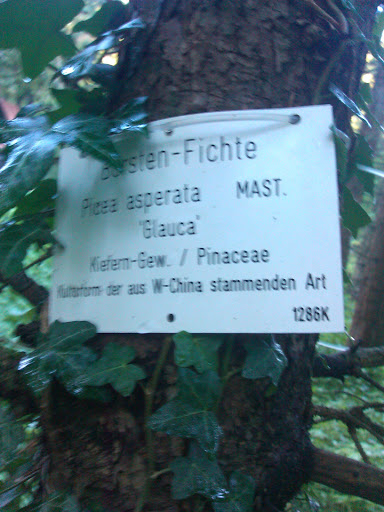 Borsten-Fichte
Picea asperata MAST.
'Glauca'
Kiefern-Gew. / Pinaceae
Kulturform der aus W-China stammenden Art
1286K